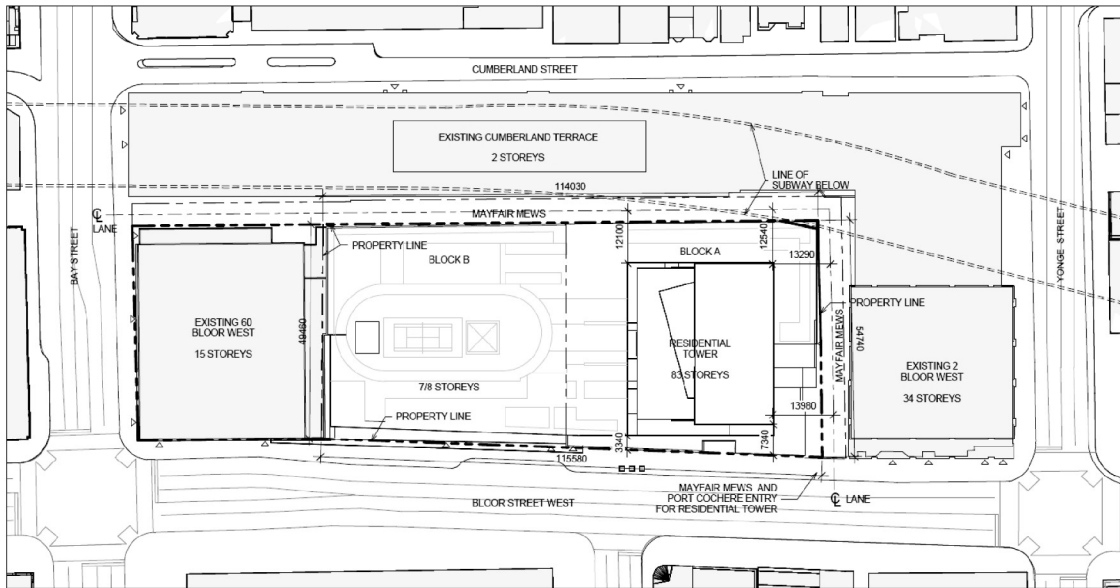 CUMBERLAND STREET
EXISTING CUMBERLAND TERRACE
2 STOREYS
LINE OF
SUBWAY BELOW
114030
℄
LANE
MAYFAIR MEWS
BAY STREET
YONGE STREET
PROPERTY LINE
BLOCK B
12100
BLOCK A
12540
13290
PROPERTY LINE
EXISTING 60
BLOOR WEST
15 STOREYS
49460
RESIDENTIAL
TOWER
83 STOREYS
MAYFAIR MEWS
54740
EXISTING 2
BLOOR WEST
34 STOREYS
7/8 STOREYS
PROPERTY LINE
13980
3340
7340
115580
MAYFAIR MEWS AND
PORT COCHERE ENTRY
FOR RESIDENTIAL TOWER
℄ LANE
BLOOR STREET WEST